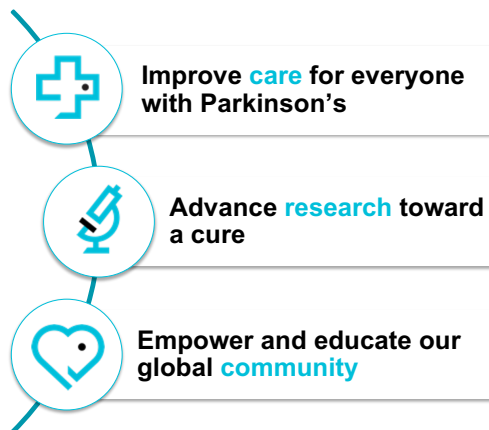 Improve care for everyone
with Parkinson’s
Advance research toward
a cure
Empower and educate our
global community